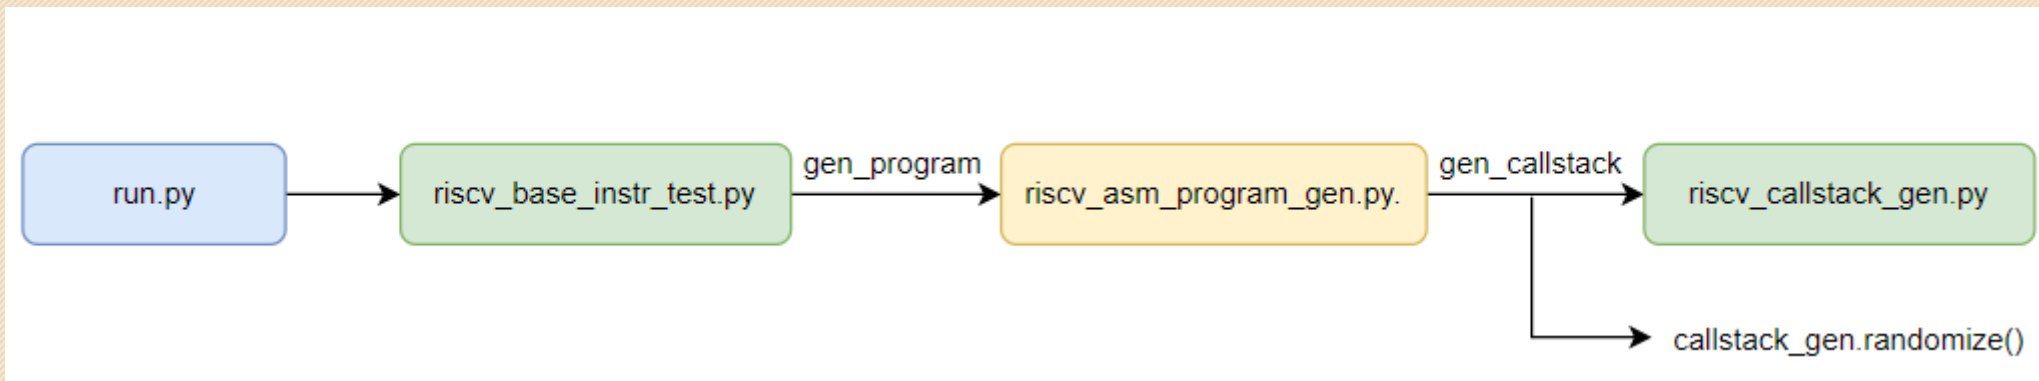 run.py
riscv_base_instr_test.py
gen_program
riscv_asm_program_gen.py.
gen_callstack
riscv_callstack_gen.py
callstack_gen.randomize()